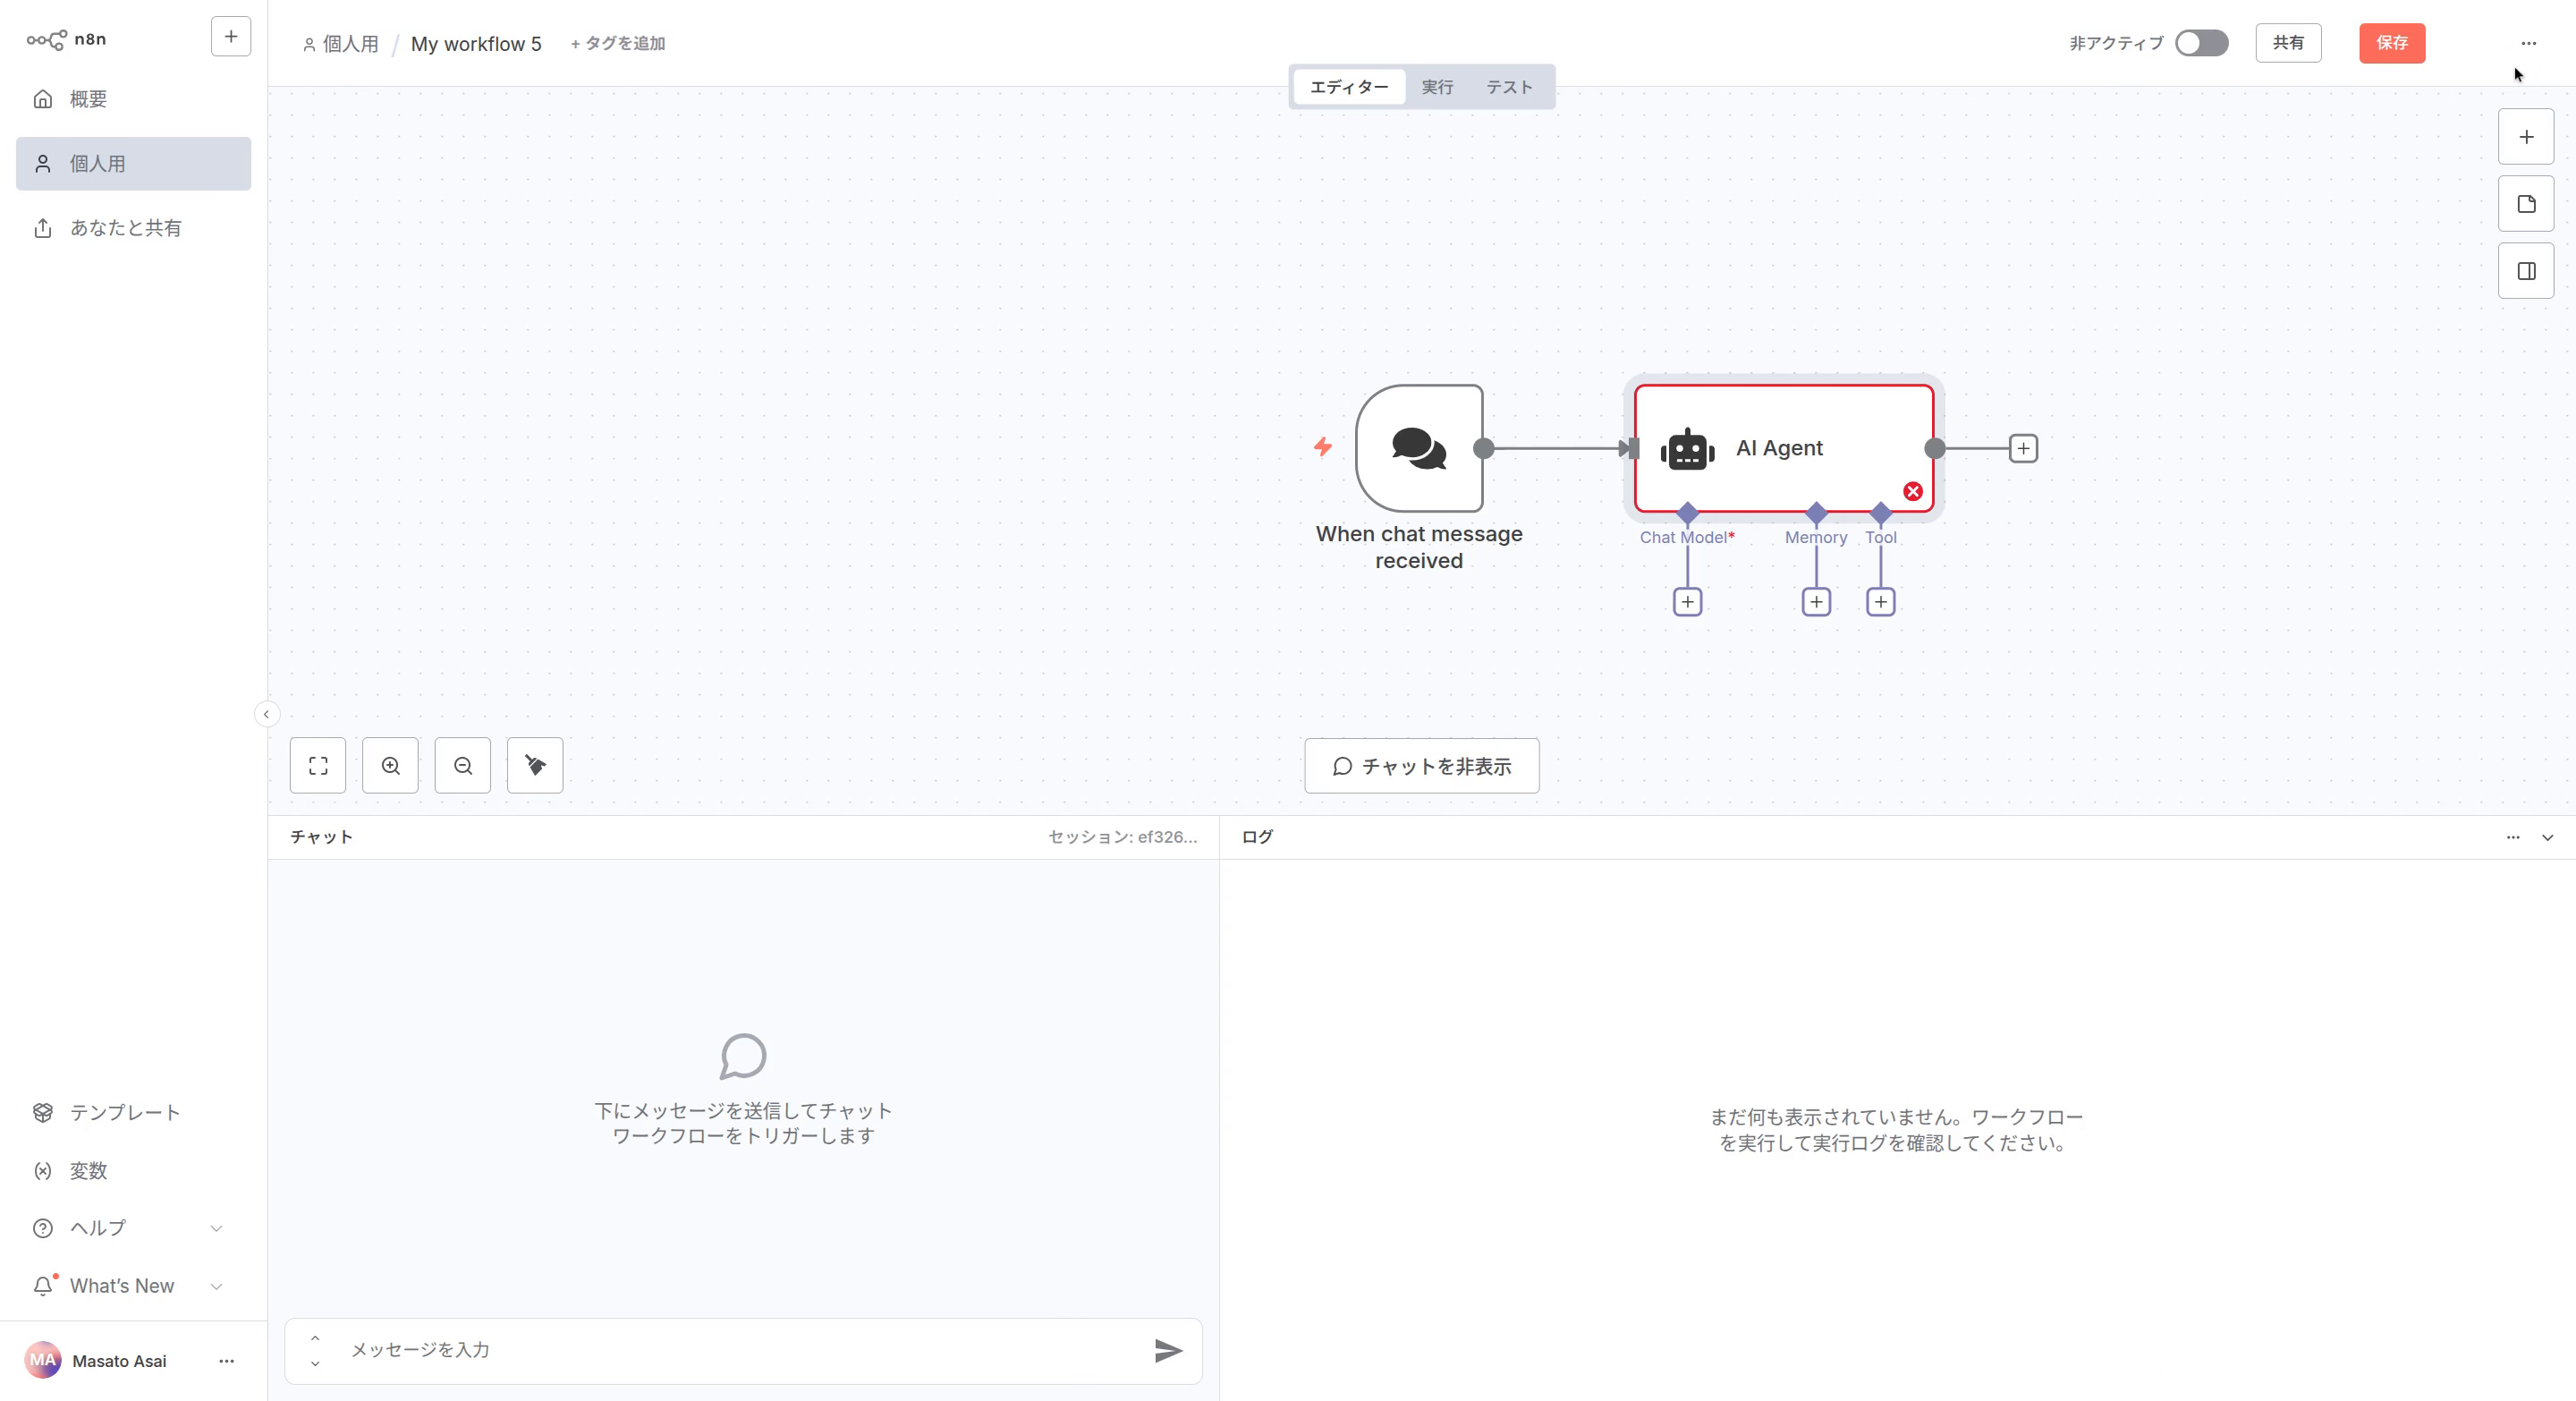 n8n
概要
個人用
あなたと共有
テンプレート
変数
ヘルプ
What's New
MA
Masato Asai
個人用 / My workflow 5 + タグを追加
非アクティブ
共有
保存
エディター 実行 テスト
When chat message
received
AI Agent
Chat Model*
Memory
Tool
チャットを非表示
チャット
セッション: ef326...
下にメッセージを送信してチャット
ワークフローをトリガーします
メッセージを入力
ログ
まだ何も表示されていません。ワークフロー
を実行して実行ログを確認してください。